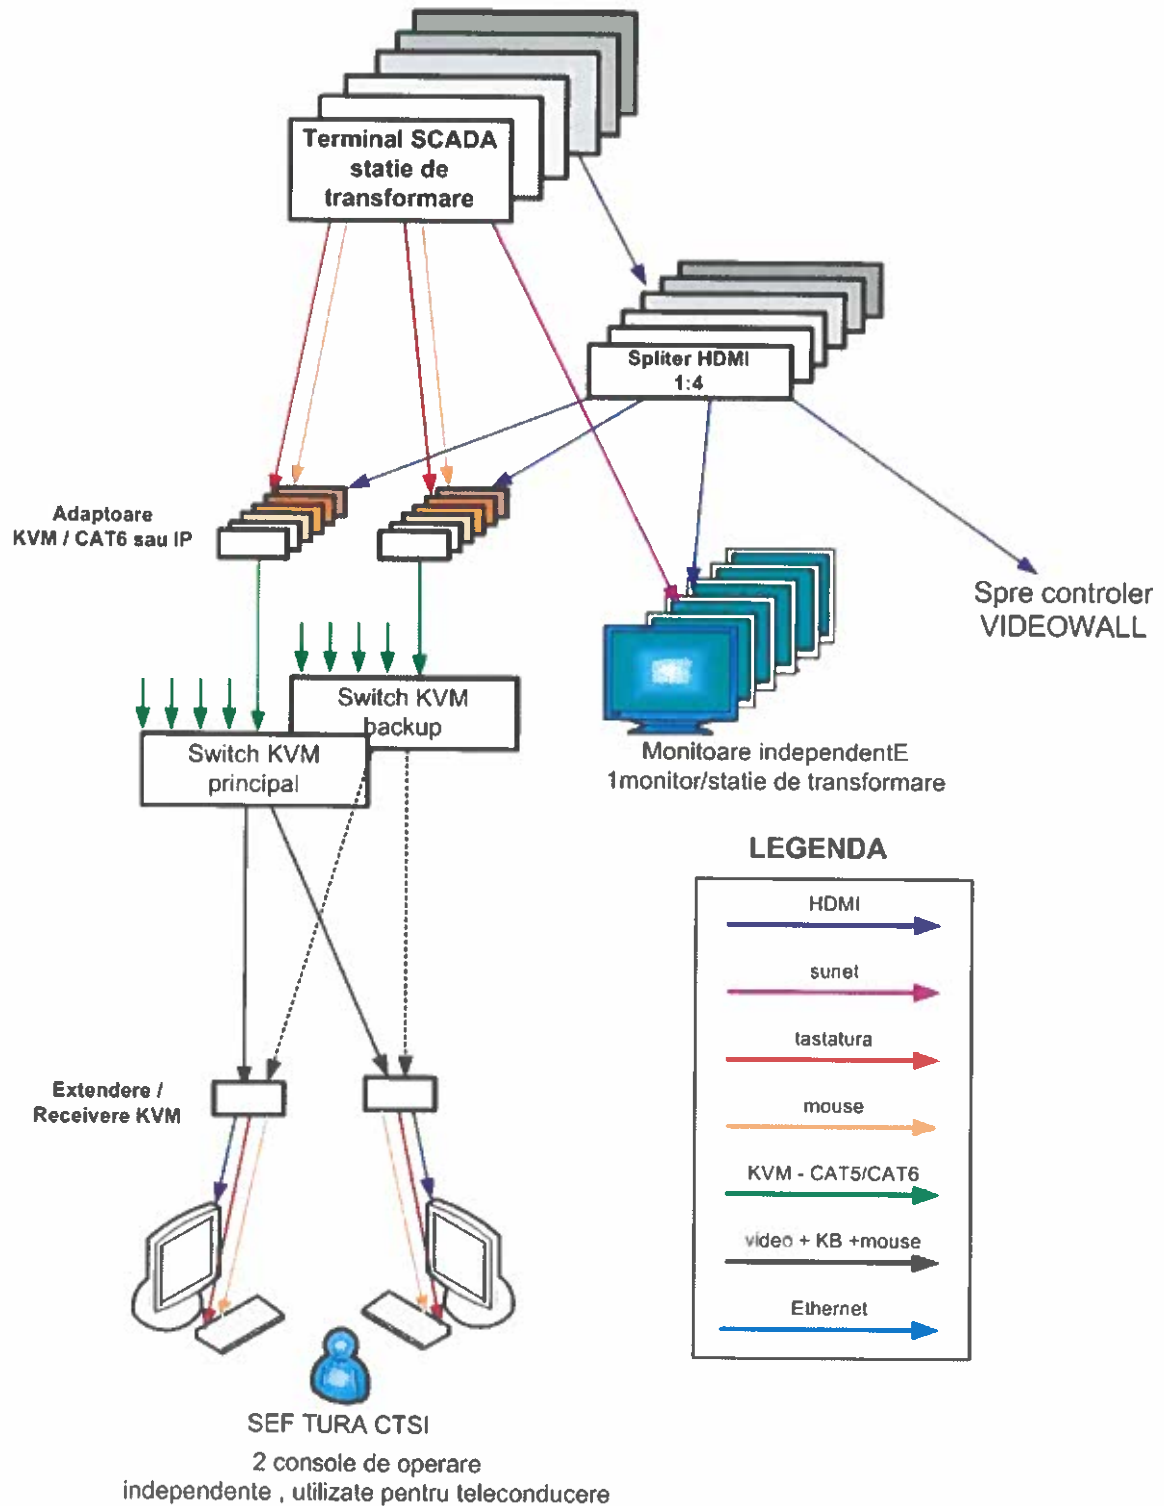 Terminal SCADA
statie de
transformare
Spliter HDMI
1:4
Adaptoare
KVM / CAT6 sau IP
Spre controler
VIDEOWALL
Switch KVM
backup
Switch KVM
principal
Monitoare independentE
1monitor/statie de transformare
LEGENDA
HDMI
sunet
tastatura
mouse
KVM - CAT5/CAT6
video + KB +mouse
Ethernet
Extendere /
Receivere KVM
SEF TURA CTSI
2 console de operare
independente , utilizate pentru teleconducere